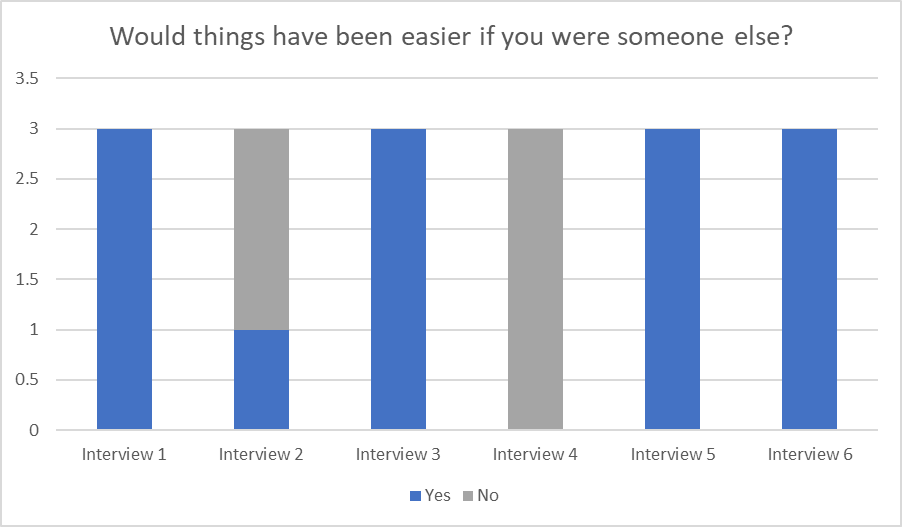 Would things have been easier if you were someone else?
3.5
3
2.5
2
1.5
1
0.5
0
Interview 1 Interview 2 Interview 3 Interview 4 Interview 5 Interview 6
Yes No